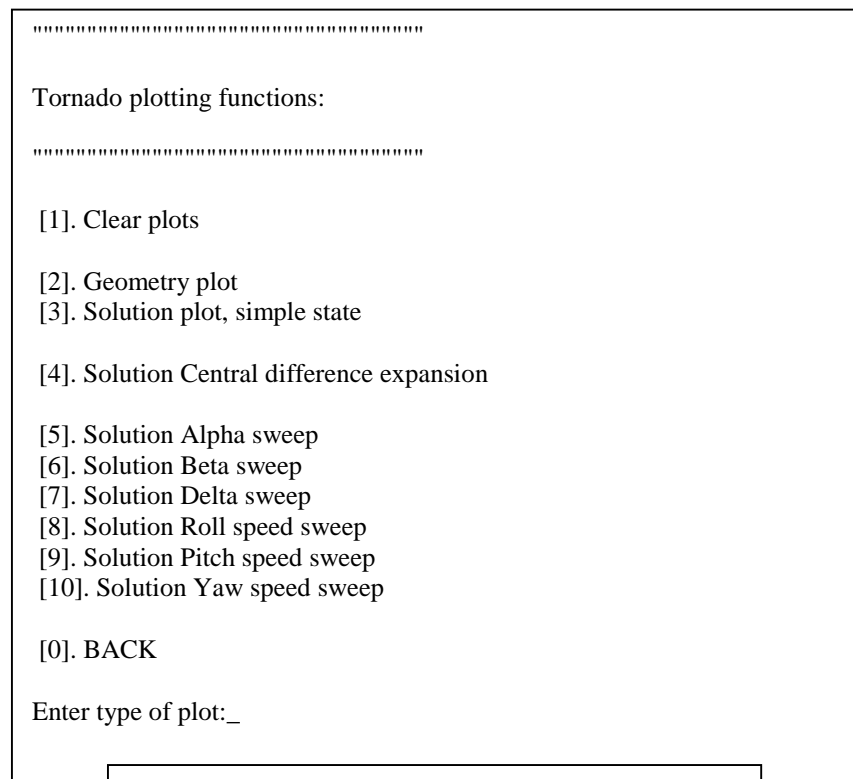 """"""""""""""""""""""""""""""""""""
Tornado plotting functions:
""""""""""""""""""""""""""""""""""""
[1]. Clear plots
[2]. Geometry plot
[3]. Solution plot, simple state
[4]. Solution Central difference expansion
[5]. Solution Alpha sweep
[6]. Solution Beta sweep
[7]. Solution Delta sweep
[8]. Solution Roll speed sweep
[9]. Solution Pitch speed sweep
[10]. Solution Yaw speed sweep
[0]. BACK
Enter type of plot:_